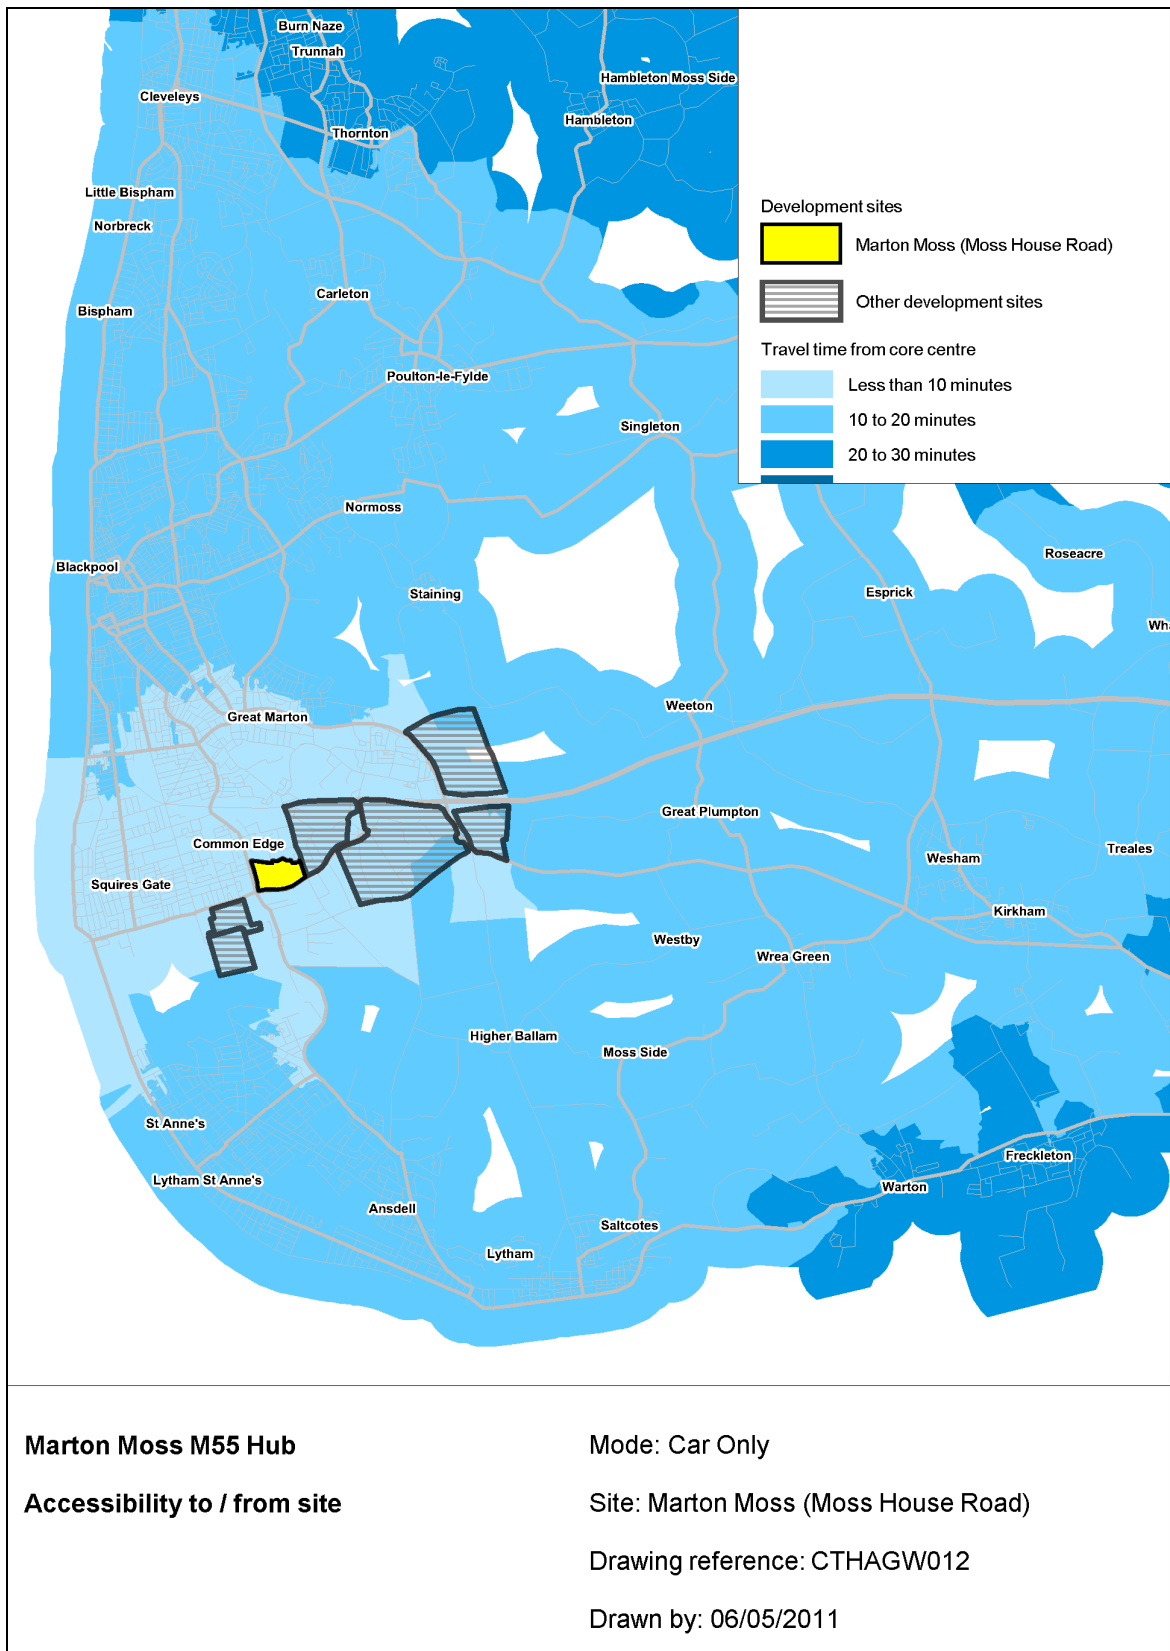 Burn Naze
Trunnah
Hambleton Moss Side
Cleveleys
Hambleton
Thornton
Little Bispham
Norbreck
Development sites
Marton Moss (Moss House Road)
Carleton
Other development sites
Bispham
Travel time from core centre
Poulton-le-Fylde
Less than 10 minutes
10 to 20 minutes
Singleton
20 to 30 minutes
Normoss
Roseacre
Blackpool
Staining
Esprick
Wha
Weeton
Great Marton
Great Plumpton
Common Edge
Treales
Wesham
Squires Gate
Kirkham
Westby
Wrea Green
Higher Ballam
Moss Side
St Anne's
Freckleton
Lytham St Anne's
Warton
Ansdell
Saltcotes
Lytham
Marton Moss M55 Hub
Accessibility to / from site
Mode: Car Only
Site: Marton Moss (Moss House Road)
Drawing reference: CTHAGW012
Drawn by: 06/05/2011